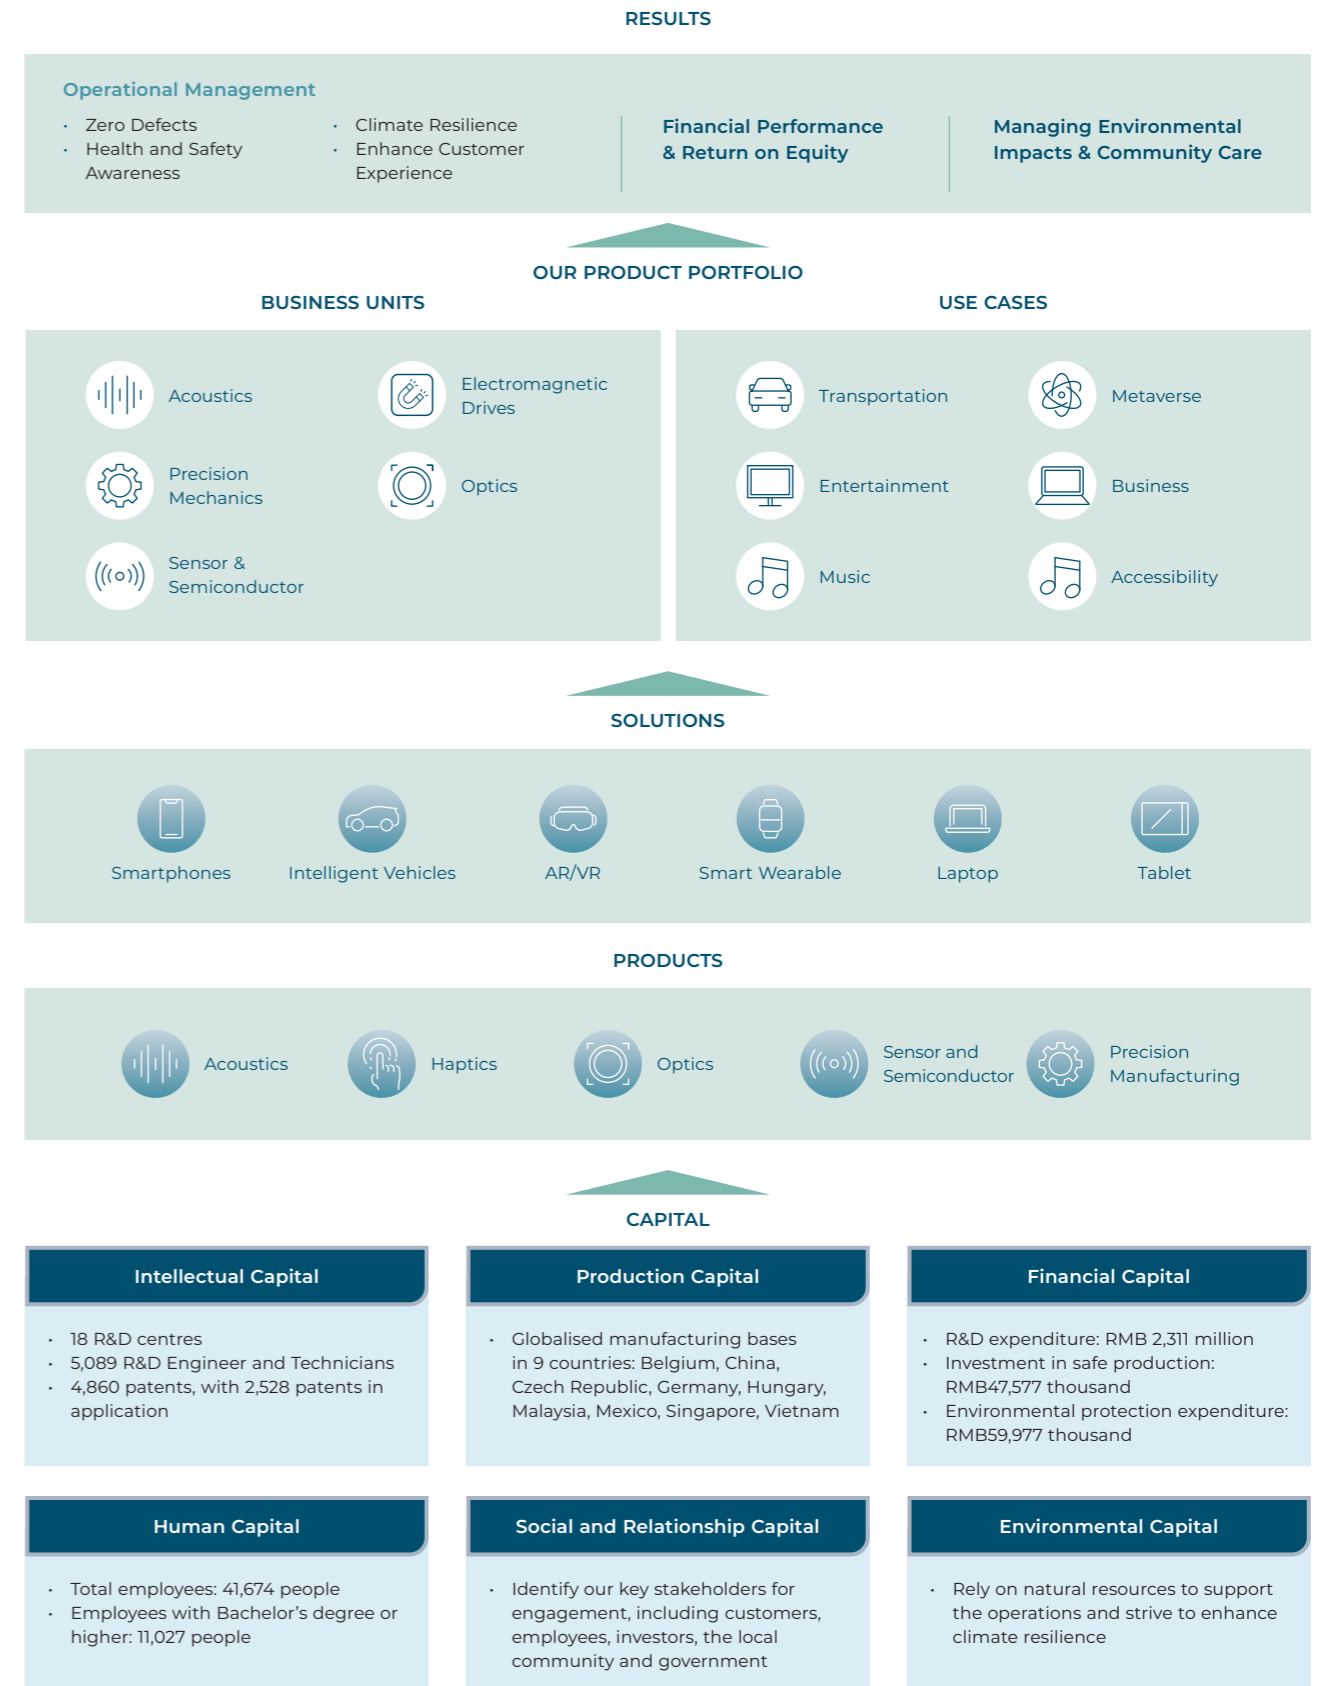 RESULTS
Operational Management
• Zero Defects
• Health and Safety
Awareness
• Climate Resilience
• Enhance Customer
Experience
Financial Performance
& Return on Equity
Managing Environmental
Impacts & Community Care
OUR PRODUCT PORTFOLIO
BUSINESS UNITS
Acoustics
Electromagnetic
Drives
Precision
Mechanics
Optics
Sensor &
Semiconductor
USE CASES
Transportation
Metaverse
Entertainment
Business
Music
Accessibility
SOLUTIONS
Smartphones
Intelligent Vehicles
AR/VR
Smart Wearable
Laptop
Tablet
PRODUCTS
Acoustics
Haptics
Optics
Sensor and
Semiconductor
Precision
Manufacturing
CAPITAL
Intellectual Capital
• 18 R&D centres
• 5,089 R&D Engineer and Technicians
• 4,860 patents, with 2,528 patents in
application
Production Capital
• Globalised manufacturing bases
in 9 countries: Belgium, China,
Czech Republic, Germany, Hungary,
Malaysia, Mexico, Singapore, Vietnam
Financial Capital
• R&D expenditure: RMB 2,311 million
• Investment in safe production:
RMB47,577 thousand
• Environmental protection expenditure:
RMB59,977 thousand
Human Capital
• Total employees: 41,674 people
• Employees with Bachelor's degree or
higher: 11,027 people
Social and Relationship Capital
• Identify our key stakeholders for
engagement, including customers,
employees, investors, the local
community and government
Environmental Capital
• Rely on natural resources to support
the operations and strive to enhance
climate resilience